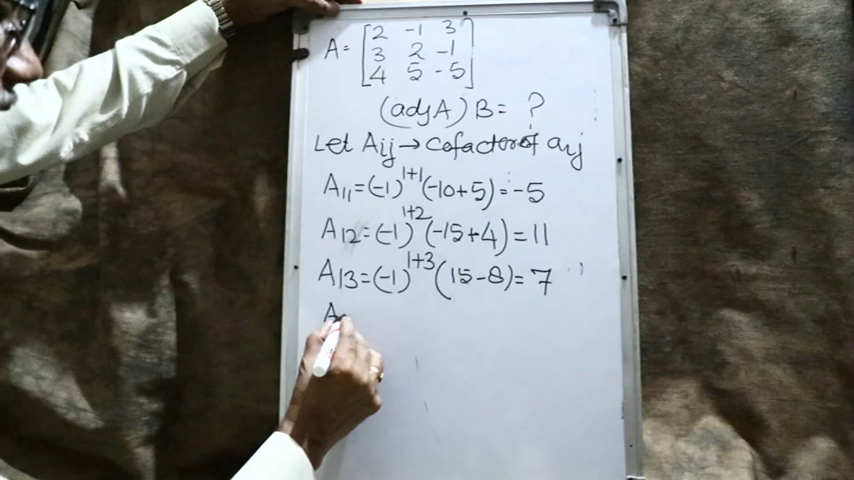 A = [2 -1 3
3 2 -1
4 5 -5]
(adj A) B = ?
Let Aij → Cofactor of aij
A11 = (-1)^1+1 (-10+5) = -5
A12 = (-1)^1+2 (-15+4) = 11
A13 = (-1)^1+3 (15-8) = 7
A